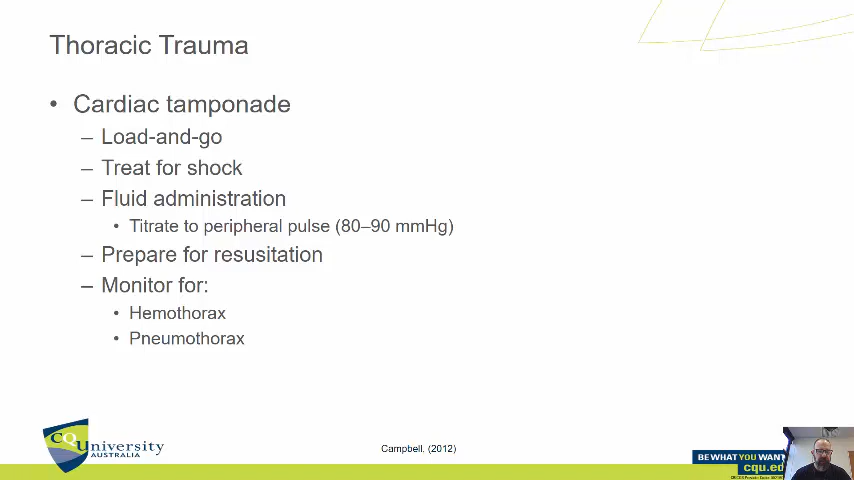 Thoracic Trauma
• Cardiac tamponade
– Load-and-go
– Treat for shock
– Fluid administration
• Titrate to peripheral pulse (80–90 mmHg)
– Prepare for resusitation
– Monitor for:
• Hemothorax
• Pneumothorax
CQUniversity
AUSTRALIA
Campbell. (2012)
BE WHAT YOU WANT
cqu.ed